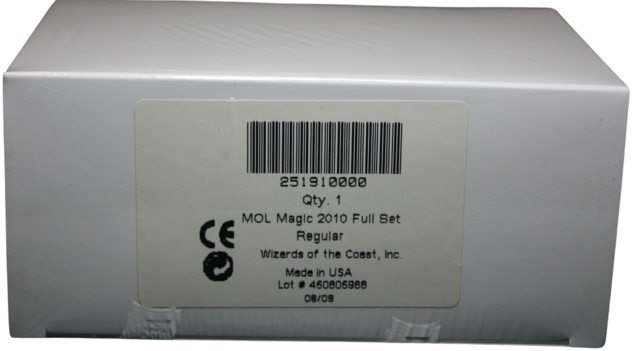 251910000
Qty. 1
MOL Magic 2010 Full Set
Regular
CE
Wizards of the Coast, Inc.
Made in USA
Lot # 450805988
08/09